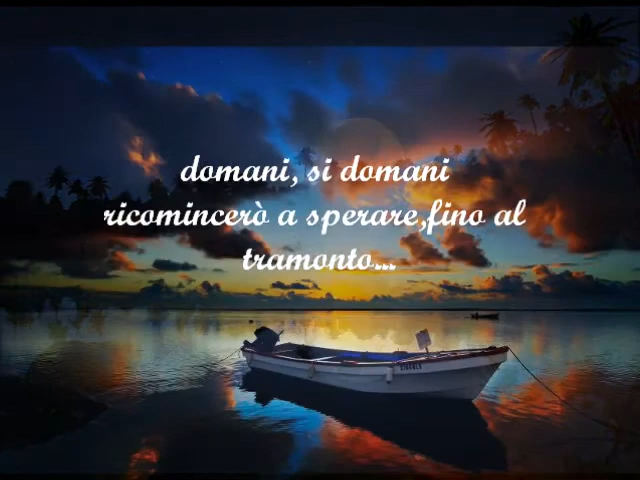 domani, si domani
ricomincerò a sperare,fino al
tramonto...